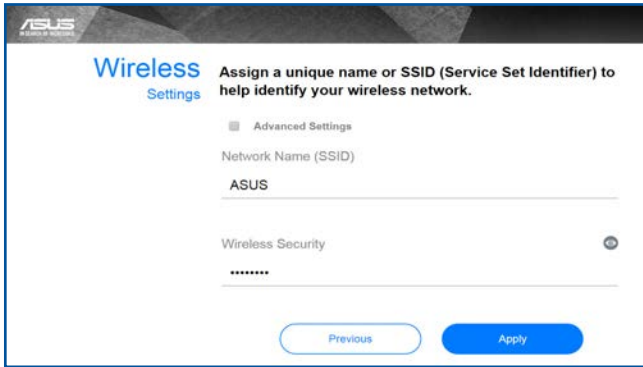 ASUS
Wireless
Settings
Assign a unique name or SSID (Service Set Identifier) to
help identify your wireless network.
Advanced Settings
Network Name (SSID)
ASUS
Wireless Security
••••••••
Previous
Apply